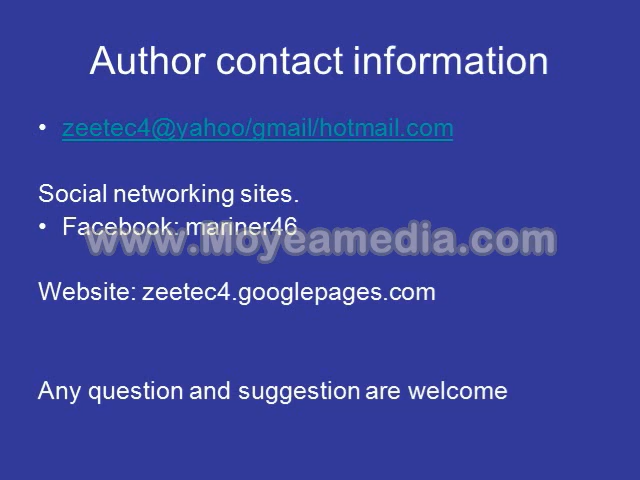 Author contact information
• zeetec4@yahoo/gmail/hotmail.com
Social networking sites.
• Facebook: mariner46
www.Moyeamedia.com
Website: zeetec4.googlepages.com
Any question and suggestion are welcome